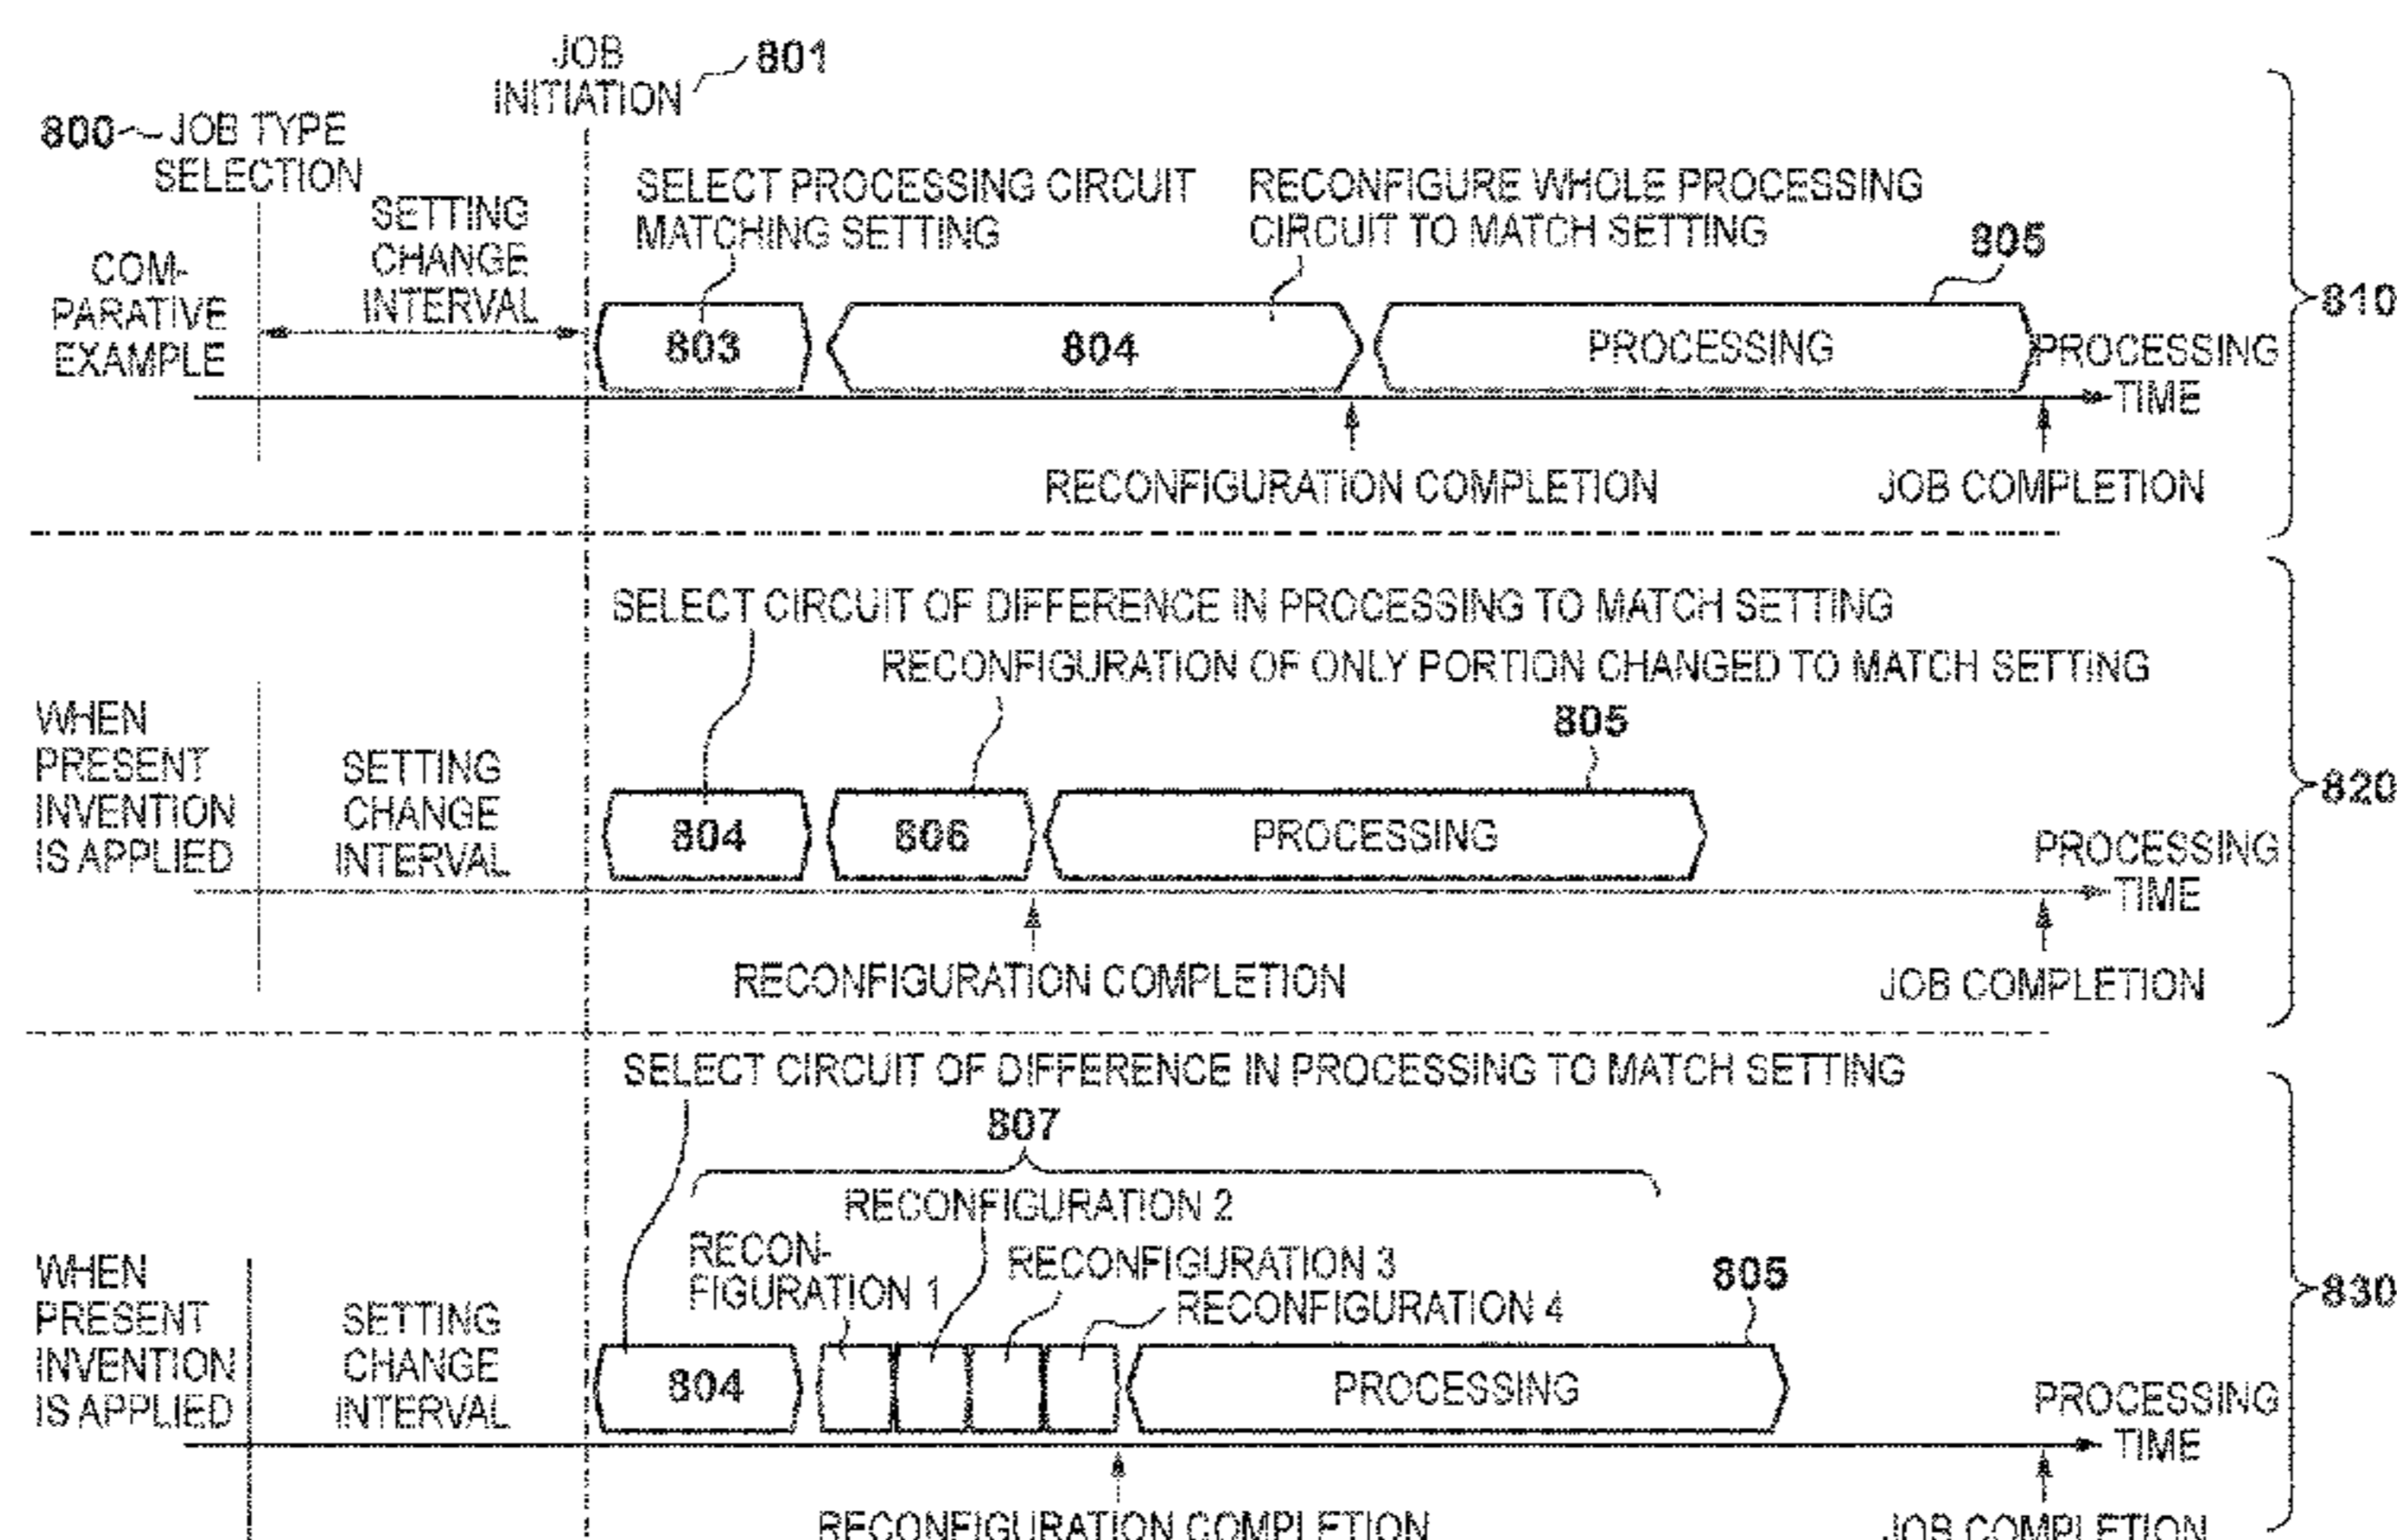 JOB
INITIATION
801
800
JOB TYPE
SELECTION
SETTING
CHANGE
INTERVAL
SELECT PROCESSING CIRCUIT
MATCHING SETTING
RECONFIGURE WHOLE PROCESSING
CIRCUIT TO MATCH SETTING
805
COM-
PARATIVE
EXAMPLE
803
804
PROCESSING
PROCESSING
TIME
810
RECONFIGURATION COMPLETION
JOB COMPLETION
SELECT CIRCUIT OF DIFFERENCE IN PROCESSING TO MATCH SETTING
RECONFIGURATION OF ONLY PORTION CHANGED TO MATCH SETTING
805
WHEN
PRESENT
INVENTION
IS APPLIED
SETTING
CHANGE
INTERVAL
804
806
PROCESSING
PROCESSING
TIME
820
RECONFIGURATION COMPLETION
JOB COMPLETION
SELECT CIRCUIT OF DIFFERENCE IN PROCESSING TO MATCH SETTING
807
RECONFIGURATION 2
RECON-
FIGURATION 1
RECONFIGURATION 3
RECONFIGURATION 4
805
WHEN
PRESENT
INVENTION
IS APPLIED
SETTING
CHANGE
INTERVAL
804
PROCESSING
PROCESSING
TIME
830
RECONFIGURATION COMPLETION
JOB COMPLETION